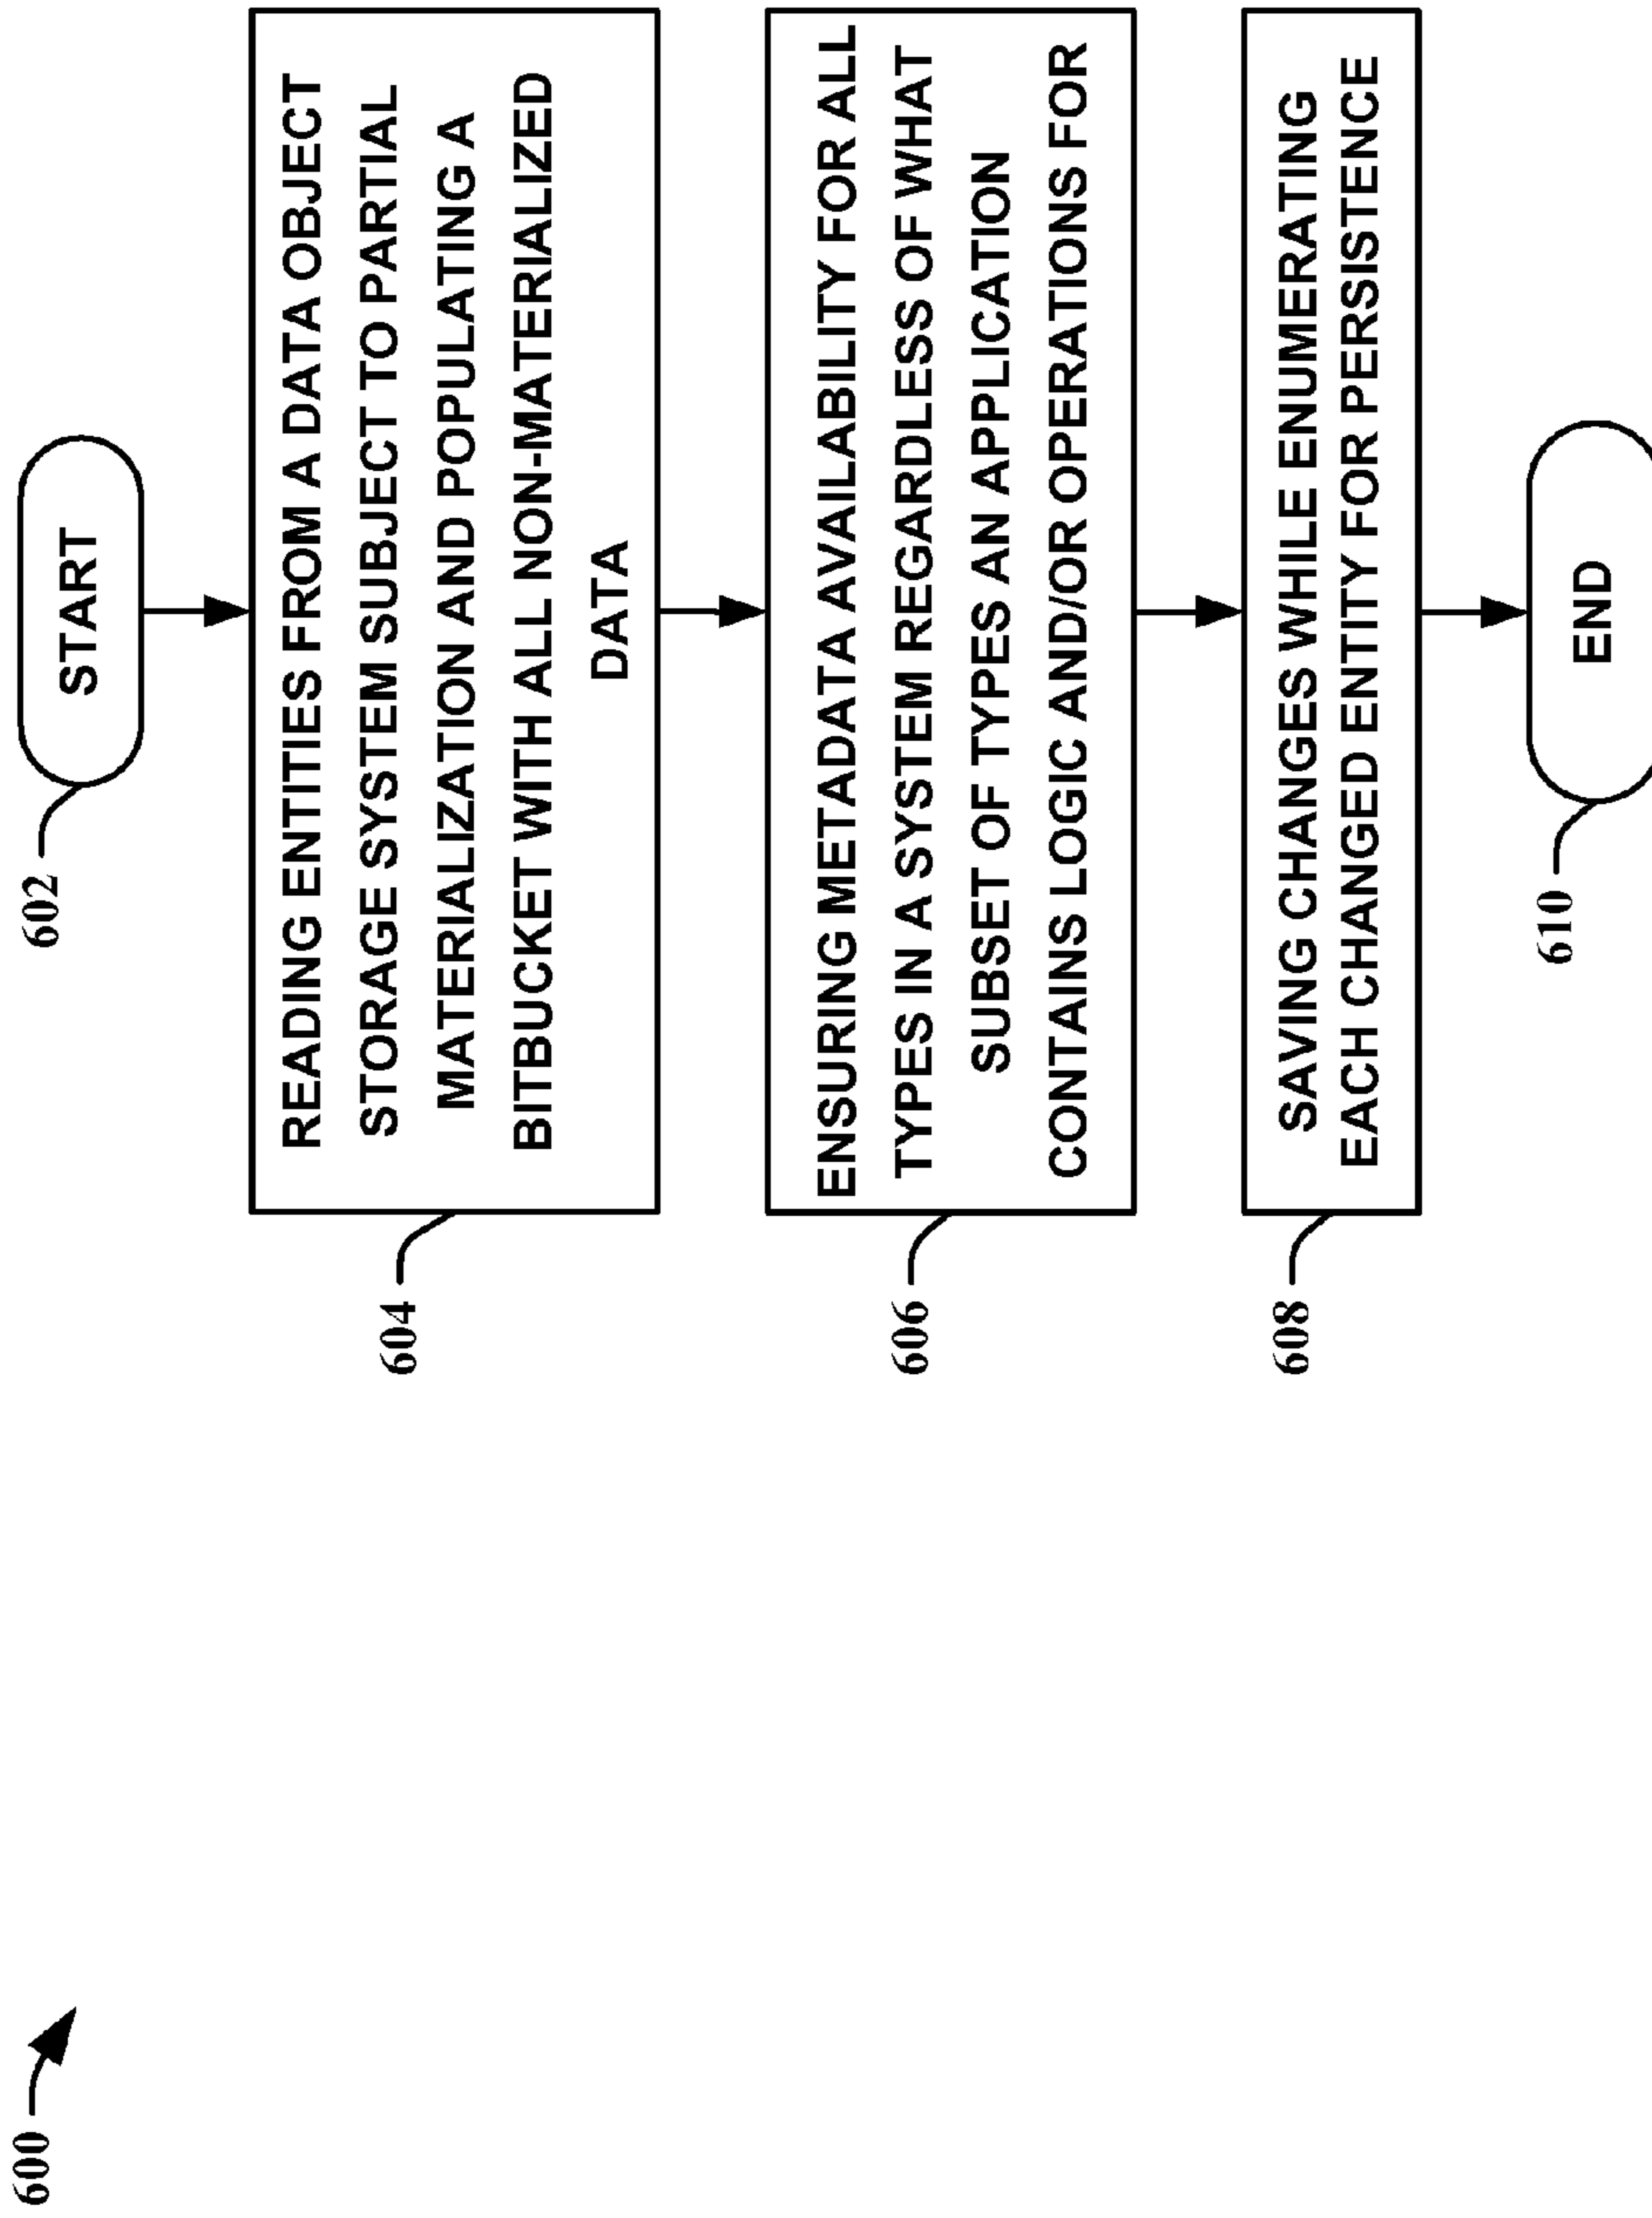 600
602
START
604
READING ENTITIES FROM A DATA OBJECT
STORAGE SYSTEM SUBJECT TO PARTIAL
MATERIALIZATION AND POPULATING A
BITBUCKET WITH ALL NON-MATERIALIZED
DATA
606
ENSURING METADATA AVAILABILITY FOR ALL
TYPES IN A SYSTEM REGARDLESS OF WHAT
SUBSET OF TYPES AN APPLICATION
CONTAINS LOGIC AND/OR OPERATIONS FOR
608
SAVING CHANGES WHILE ENUMERATING
EACH CHANGED ENTITY FOR PERSISTENCE
610
END